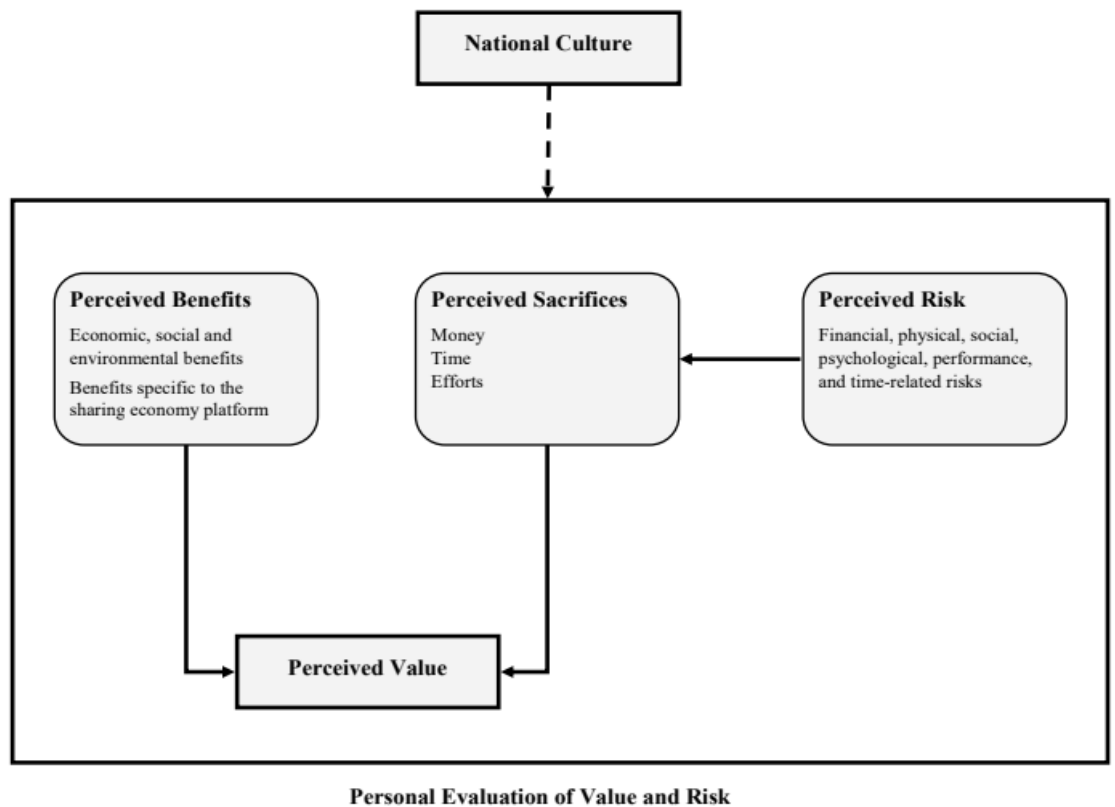 National Culture
Perceived Benefits
Economic, social and
environmental benefits
Benefits specific to the
sharing economy platform
Perceived Sacrifices
Money
Time
Efforts
Perceived Risk
Financial, physical, social,
psychological, performance,
and time-related risks
Perceived Value
Personal Evaluation of Value and Risk